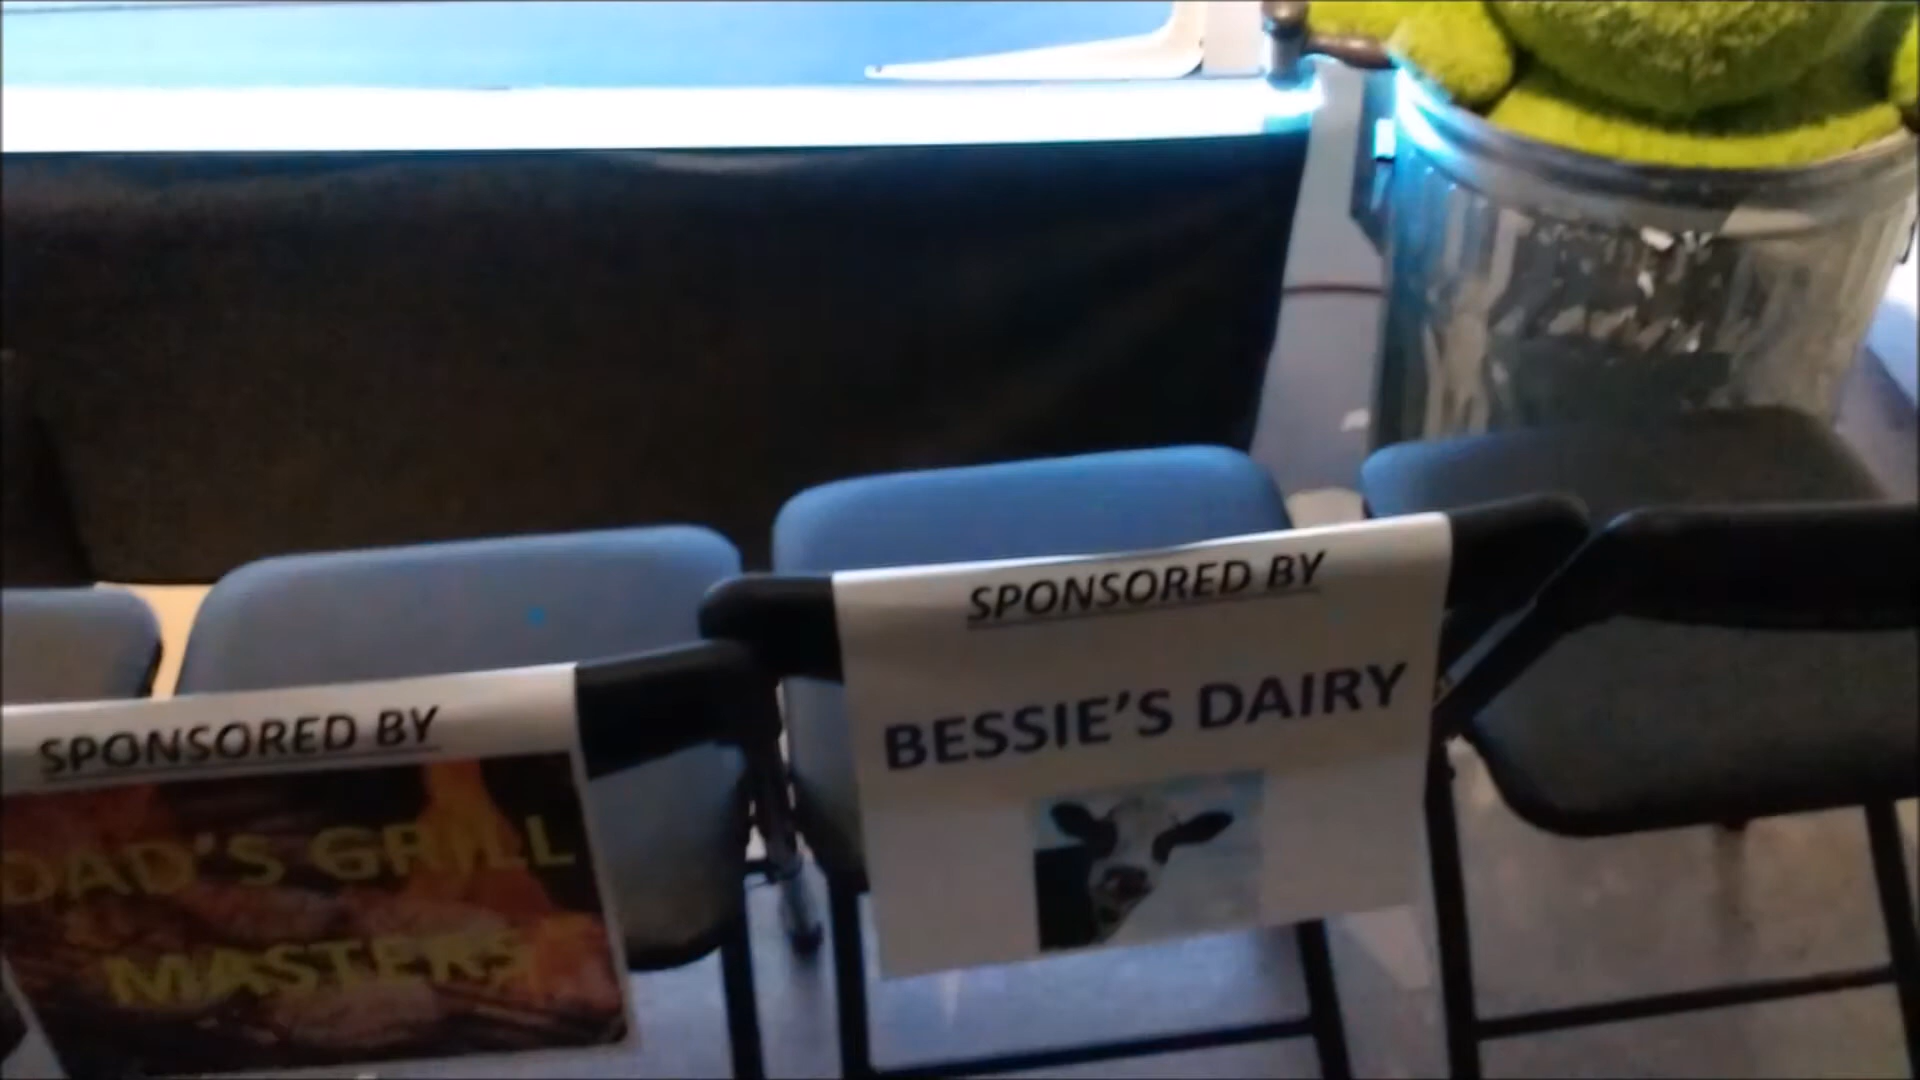 SPONSORED BY
DAD'S GRILL
MASTERS
SPONSORED BY
BESSIE'S DAIRY